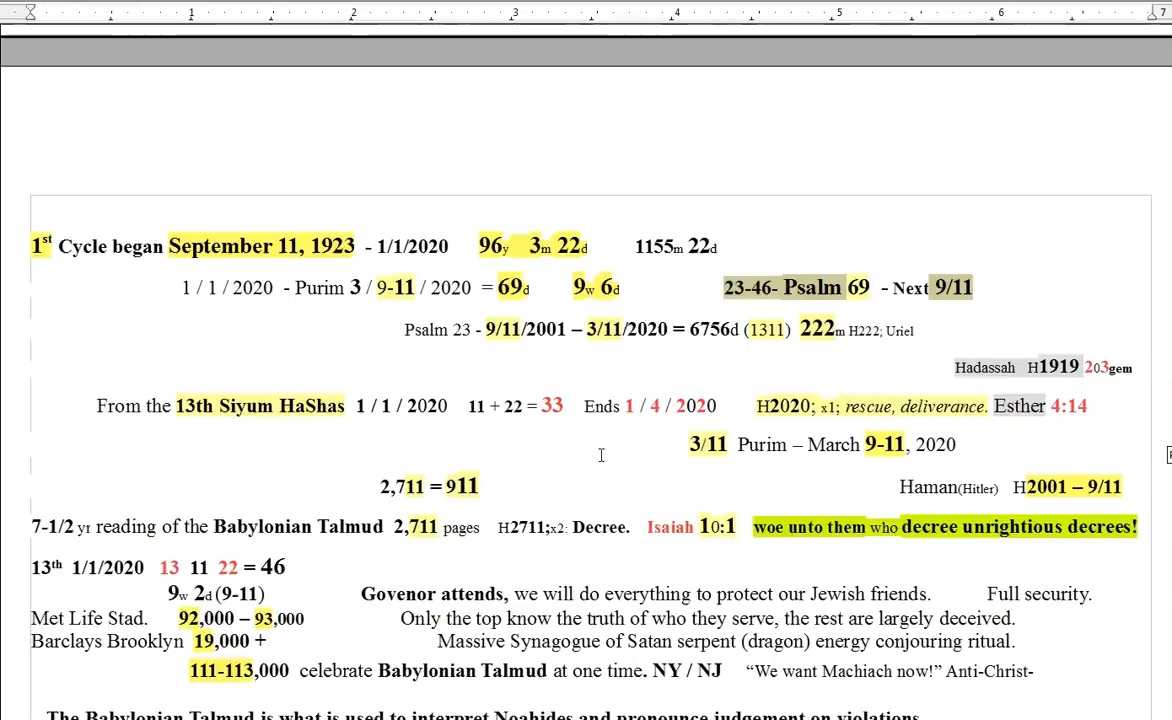 1 2 3 4 5 6 7
1st Cycle began September 11, 1923 - 1/1/2020 96y 3m 22d 1155m 22d
1 / 1 / 2020 - Purim 3 / 9-11 / 2020 = 69d 9w 6d 23-46- Psalm 69 - Next 9/11
Psalm 23 - 9/11/2001 – 3/11/2020 = 6756d (1311) 222m H222; Uriel
Hadassah H1919 203gem
From the 13th Siyum HaShas 1 / 1 / 2020 11 + 22 = 33 Ends 1 / 4 / 2020 H2020; x1; rescue, deliverance. Esther 4:14
3/11 Purim – March 9-11, 2020
2,711 = 911 Haman(Hitler) H2001 – 9/11
7-1/2 yr reading of the Babylonian Talmud 2,711 pages H2711;x2: Decree. Isaiah 10:1 woe unto them who decree unrightious decrees!
13th 1/1/2020 13 11 22 = 46
9w 2d (9-11) Govenor attends, we will do everything to protect our Jewish friends. Full security.
Met Life Stad. 92,000 – 93,000 Only the top know the truth of who they serve, the rest are largely deceived.
Barclays Brooklyn 19,000 + Massive Synagogue of Satan serpent (dragon) energy conjouring ritual.
111-113,000 celebrate Babylonian Talmud at one time. NY / NJ “We want Machiach now!” Anti-Christ-
The Babylonian Talmud is what is used to interpret Noahides and pronounce judgement on violations